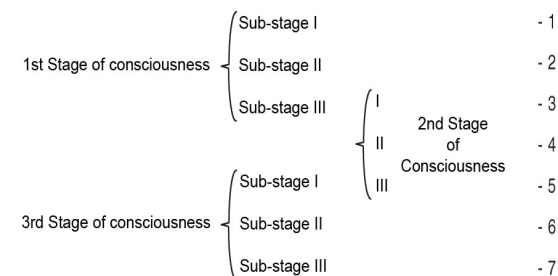 Sub-stage I - 1
1st Stage of consciousness Sub-stage II - 2
Sub-stage III I - 3
2nd Stage
II of - 4
Consciousness
Sub-stage I III - 5
3rd Stage of consciousness Sub-stage II - 6
Sub-stage III - 7